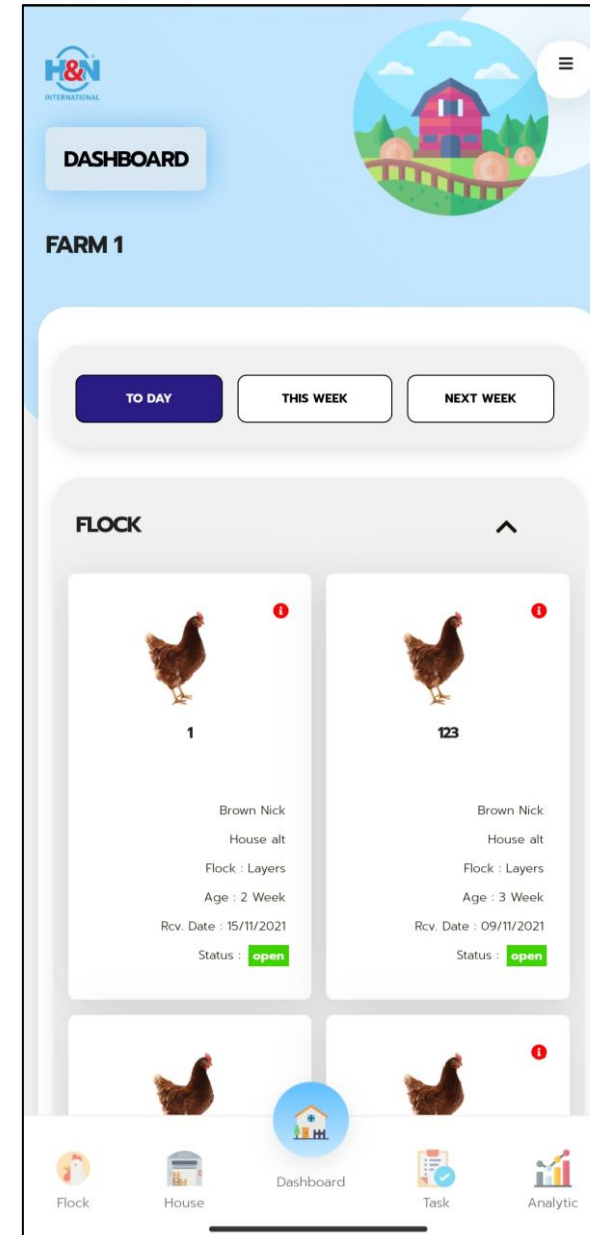 H&N
INTERNATIONAL
DASHBOARD
FARM 1
TO DAY
THIS WEEK
NEXT WEEK
FLOCK
1
Brown Nick
House alt
Flock : Layers
Age : 2 Week
Rcv. Date : 15/11/2021
Status : open
123
Brown Nick
House alt
Flock : Layers
Age : 3 Week
Rcv. Date : 09/11/2021
Status : open
Flock
House
Dashboard
Task
Analytic